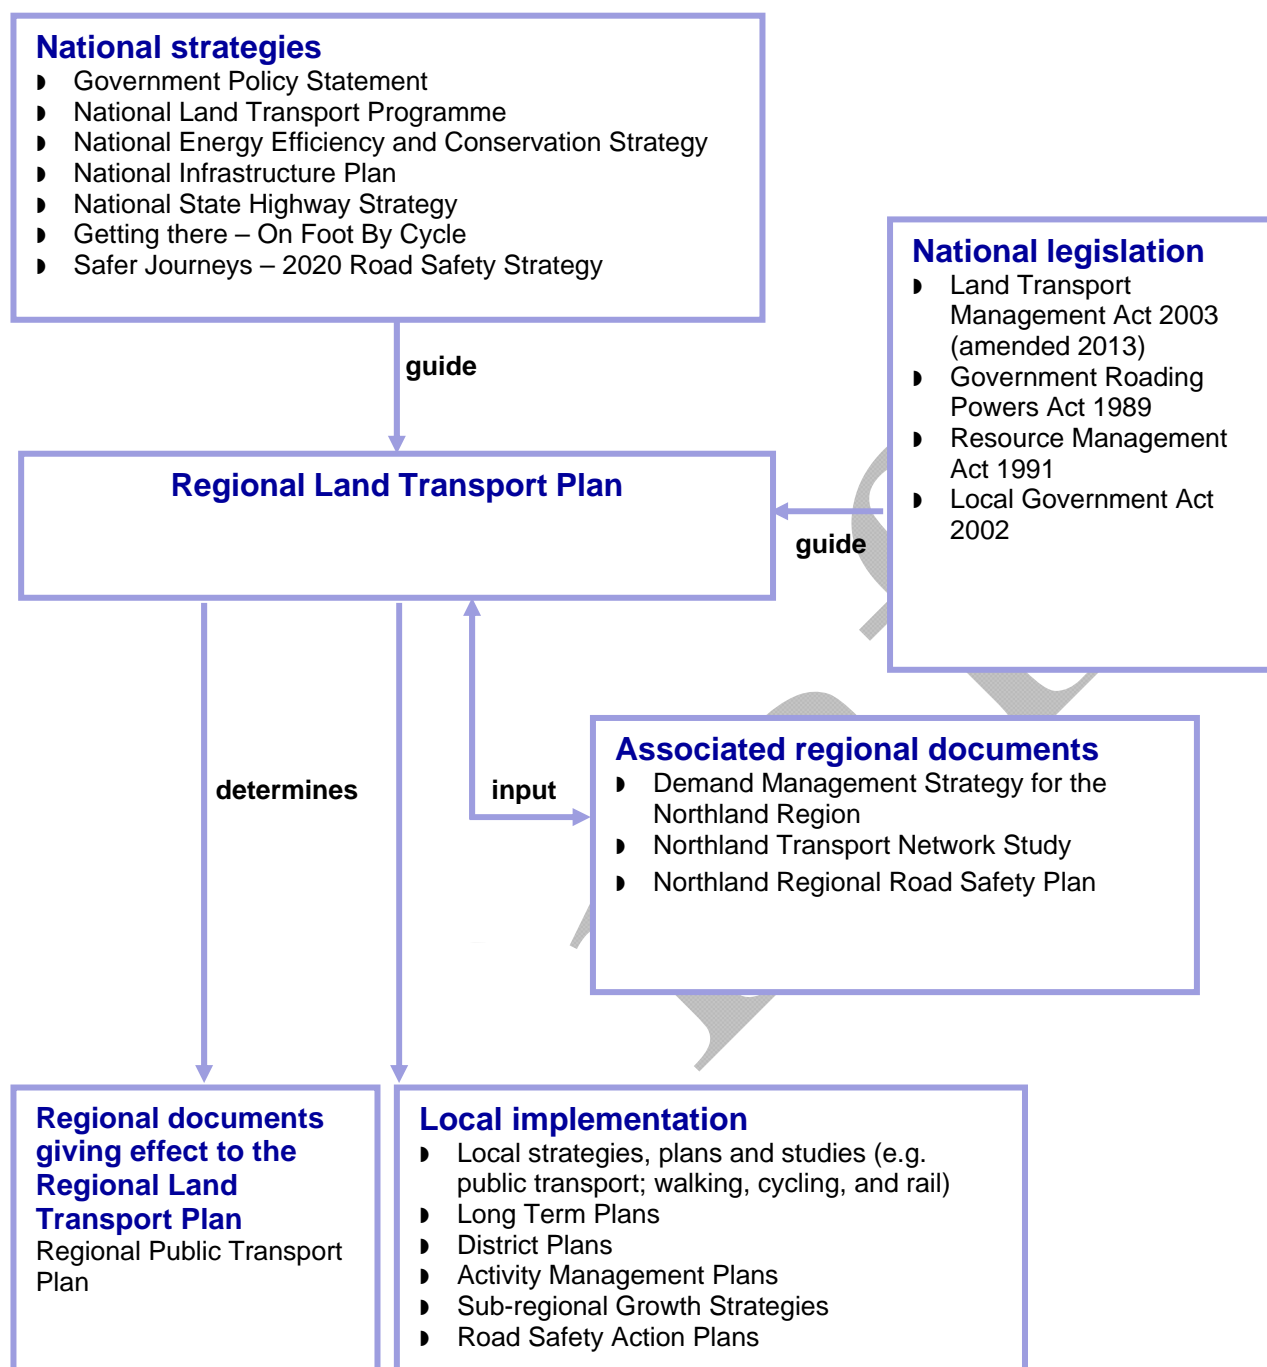 National strategies
◗ Government Policy Statement
◗ National Land Transport Programme
◗ National Energy Efficiency and Conservation Strategy
◗ National Infrastructure Plan
◗ National State Highway Strategy
◗ Getting there – On Foot By Cycle
◗ Safer Journeys – 2020 Road Safety Strategy
National legislation
◗ Land Transport
Management Act 2003
(amended 2013)
◗ Government Roading
Powers Act 1989
◗ Resource Management
Act 1991
◗ Local Government Act
2002
guide
Regional Land Transport Plan
guide
determines
input
Associated regional documents
◗ Demand Management Strategy for the
Northland Region
◗ Northland Transport Network Study
◗ Northland Regional Road Safety Plan
Regional documents
giving effect to the
Regional Land
Transport Plan
Regional Public Transport
Plan
Local implementation
◗ Local strategies, plans and studies (e.g.
public transport; walking, cycling, and rail)
◗ Long Term Plans
◗ District Plans
◗ Activity Management Plans
◗ Sub-regional Growth Strategies
◗ Road Safety Action Plans